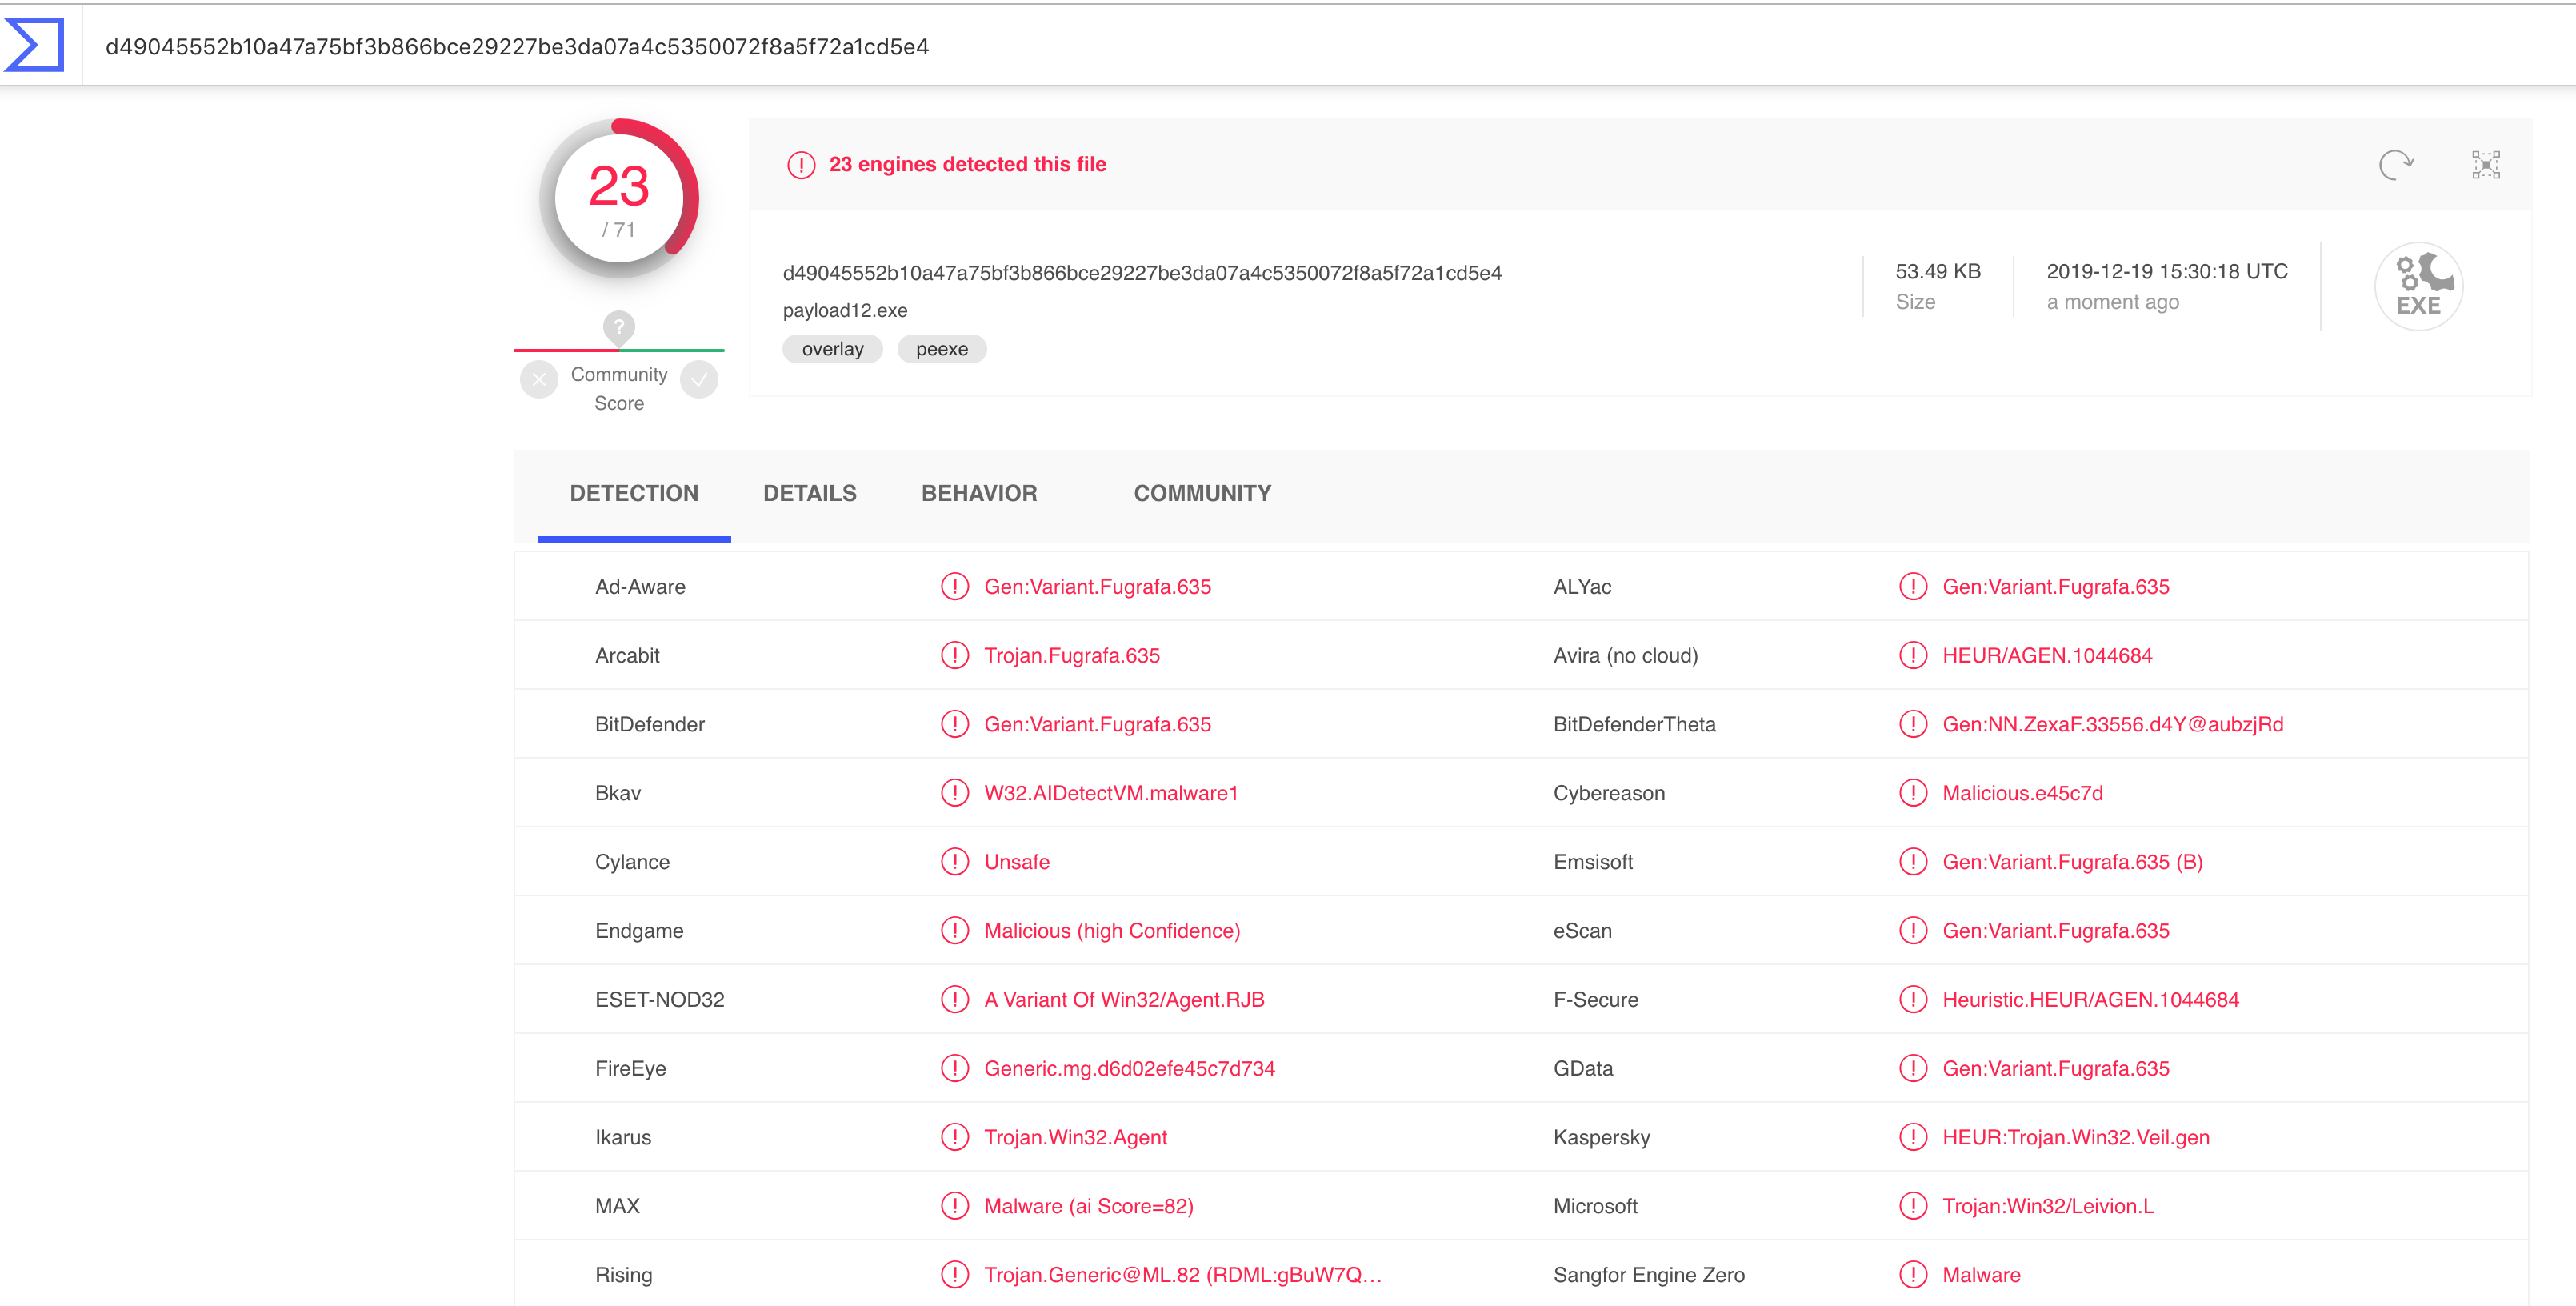 d49045552b10a47a75bf3b866bce29227be3da07a4c5350072f8a5f72a1cd5e4
23
/ 71
?
Community
Score
23 engines detected this file
d49045552b10a47a75bf3b866bce29227be3da07a4c5350072f8a5f72a1cd5e4
payload12.exe
overlay peexe
53.49 KB
Size
2019-12-19 15:30:18 UTC
a moment ago
EXE
DETECTION DETAILS BEHAVIOR COMMUNITY
Ad-Aware Gen:Variant.Fugrafa.635 ALYac Gen:Variant.Fugrafa.635
Arcabit Trojan.Fugrafa.635 Avira (no cloud) HEUR/AGEN.1044684
BitDefender Gen:Variant.Fugrafa.635 BitDefenderTheta Gen:NN.ZexaF.33556.d4Y@aubzjRd
Bkav W32.AIDetectVM.malware1 Cybereason Malicious.e45c7d
Cylance Unsafe Emsisoft Gen:Variant.Fugrafa.635 (B)
Endgame Malicious (high Confidence) eScan Gen:Variant.Fugrafa.635
ESET-NOD32 A Variant Of Win32/Agent.RJB F-Secure Heuristic.HEUR/AGEN.1044684
FireEye Generic.mg.d6d02efe45c7d734 GData Gen:Variant.Fugrafa.635
Ikarus Trojan.Win32.Agent Kaspersky HEUR:Trojan.Win32.Veil.gen
MAX Malware (ai Score=82) Microsoft Trojan:Win32/Leivion.L
Rising Trojan.Generic@ML.82 (RDML:gBuW7Q… Sangfor Engine Zero Malware